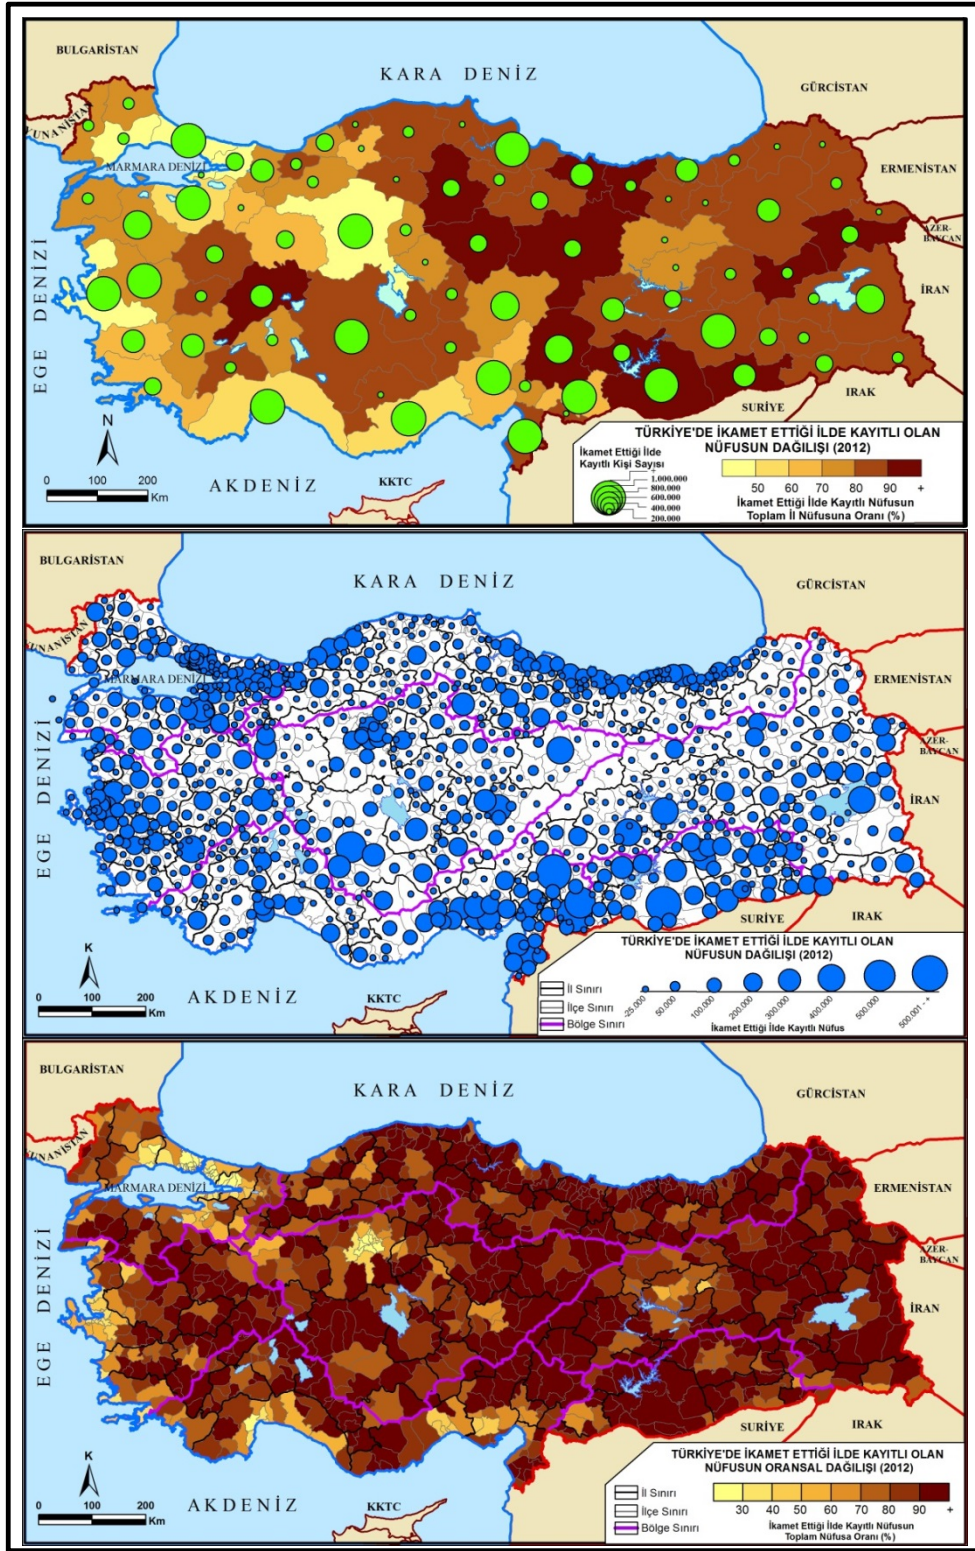 BULGARİSTAN
KARA DENİZ
GÜRCİSTAN
YUNANİSTAN
MARMARA DENİZİ
ERMENİSTAN
AZER-
BAYCAN
EGE DENİZİ
İRAN
N
SURİYE
IRAK
0 100 200
Km
AKDENİZ
KKTC
TÜRKİYE'DE İKAMET ETTİĞİ İLDE KAYITLI OLAN
NÜFUSUN DAĞILIŞI (2012)
İkamet Ettiği İlde
Kayıtlı Kişi Sayısı
+
1.000.000
800.000
600.000
400.000
200.000
50 60 70 80 90 +
İkamet Ettiği İlde Kayıtlı Nüfusun
Toplam İl Nüfusuna Oranı (%)
BULGARİSTAN
KARA DENİZ
GÜRCİSTAN
YUNANİSTAN
MARMARA DENİZİ
ERMENİSTAN
AZER-
BAYCAN
EGE DENİZİ
İRAN
K
SURİYE
IRAK
0 100 200
Km
AKDENİZ
KKTC
TÜRKİYE'DE İKAMET ETTİĞİ İLDE KAYITLI OLAN
NÜFUSUN DAĞILIŞI (2012)
İl Sınırı
İlçe Sınırı
Bölge Sınırı
-25.000 50.000 100.000 200.000 300.000 400.000 500.000 500.001 - +
İkamet Ettiği İlde Kayıtlı Nüfus
BULGARİSTAN
KARA DENİZ
GÜRCİSTAN
YUNANİSTAN
MARMARA DENİZİ
ERMENİSTAN
AZER-
BAYCAN
EGE DENİZİ
İRAN
K
SURİYE
IRAK
0 100 200
Km
AKDENİZ
KKTC
TÜRKİYE'DE İKAMET ETTİĞİ İLDE KAYITLI OLAN
NÜFUSUN ORANSAL DAĞILIŞI (2012)
İl Sınırı
İlçe Sınırı
Bölge Sınırı
30 40 50 60 70 80 90 +
İkamet Ettiği İlde Kayıtlı Nüfusun
Toplam Nüfusa Oranı (%)